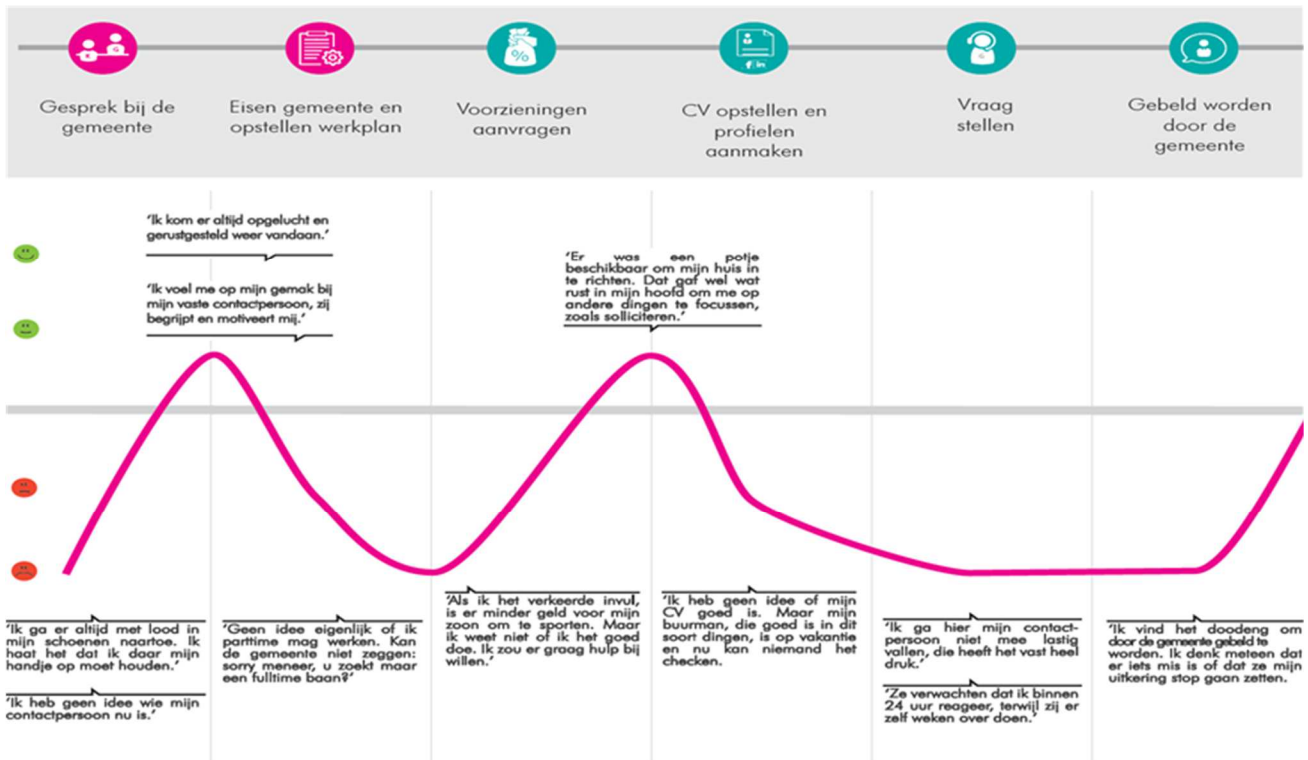 Gesprek bij de
gemeente
Eisen gemeente en
opstellen werkplan
%
Voorzieningen
aanvragen
f in
CV opstellen en
profielen
aanmaken
G
Vraag
stellen
Gebeld worden
door de
gemeente
'Ik kom er altijd opgelucht en
gerustgesteld weer vandaan.'
'Ik voel me op mijn gemak bij
mijn vaste contactpersoon, zij
begrijpt en motiveert mij.'
'Er was een potje
beschikbaar om mijn huis in
te richten. Dat gaf wel wat
rust in mijn hoofd om me op
andere dingen te focussen,
zoals solliciteren.'
'Ik ga er altijd met lood in
mijn schoenen naartoe. Ik
haat het dat ik daar mijn
handje op moet houden.'
'Ik heb geen idee wie mijn
contactpersoon nu is.'
'Geen idee eigenlijk of ik
parttime mag werken. Kan
de gemeente niet zeggen:
sorry meneer, u zoekt maar
een fulltime baan?'
'Als ik het verkeerde invul,
is er minder geld voor mijn
zoon om te sporten. Maar
ik weet niet of ik het goed
doe. Ik zou er graag hulp bij
willen.'
'Ik heb geen idee of mijn
CV goed is. Maar mijn
buurman, die goed is in dit
soort dingen, is op vakantie
en nu kan niemand het
checken.
'Ik ga hier mijn contact-
persoon niet mee lastig
vallen, die heeft het vast heel
druk.'
'Ze verwachten dat ik binnen
24 uur reageer, terwijl zij er
zelf weken over doen.'
'Ik vind het doodeng om
door de gemeente gebeld te
worden. Ik denk meteen dat
er iets mis is of dat ze mijn
uitkering stop gaan zetten.